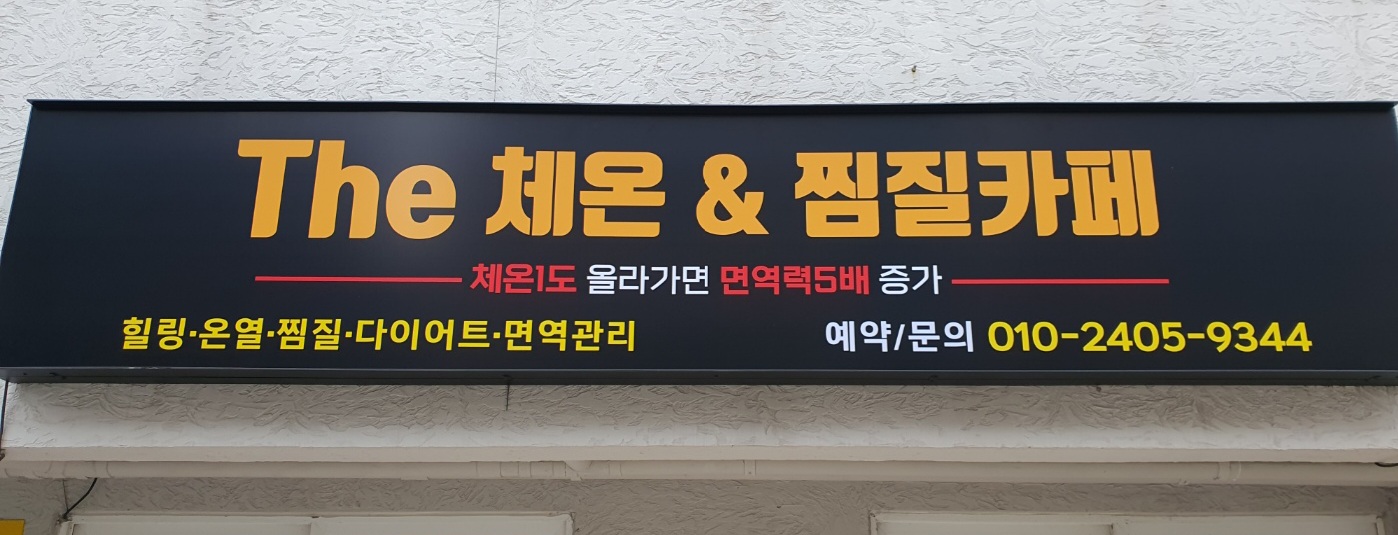 The 체온 & 찜질카페
체온1도 올라가면 면역력5배 증가
힐링·온열·찜질·다이어트·면역관리
예약/문의 010-2405-9344